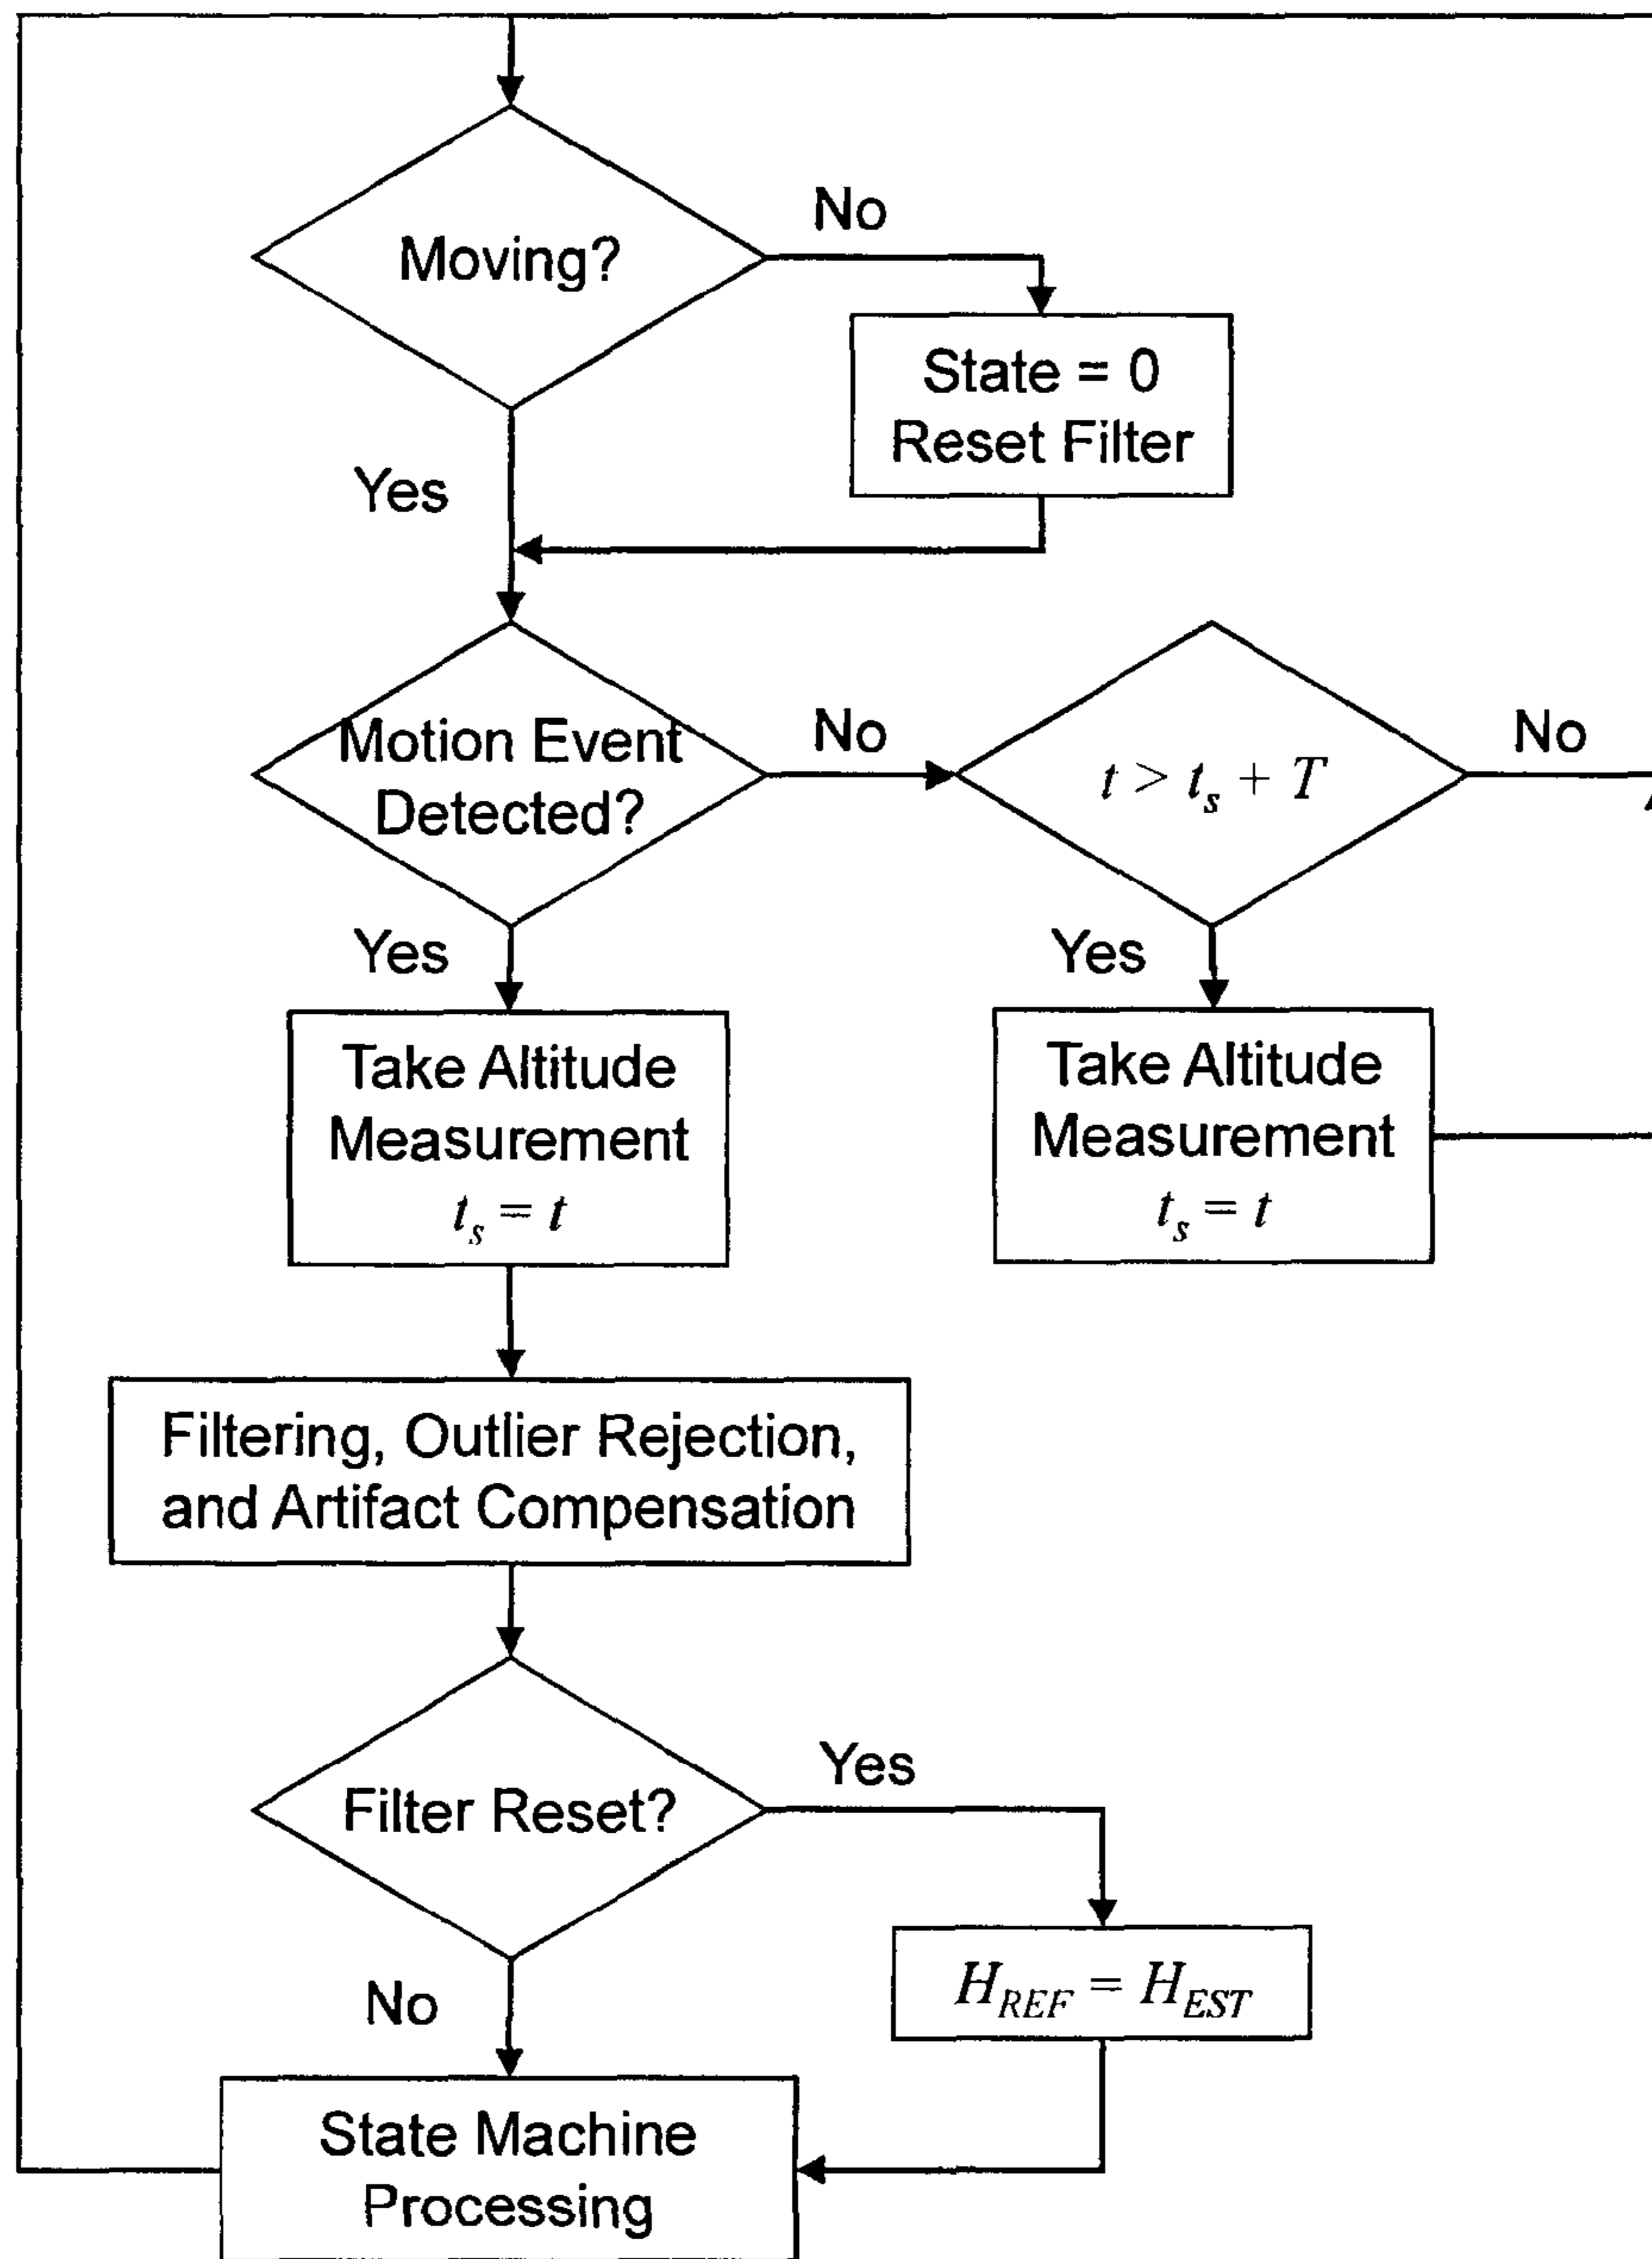 Moving?
No
State = 0
Reset Filter
Yes
Motion Event
Detected?
No
t > t_s + T
No
Yes
Take Altitude
Measurement
t_s = t
Yes
Take Altitude
Measurement
t_s = t
Filtering, Outlier Rejection,
and Artifact Compensation
Filter Reset?
Yes
H_REF = H_EST
No
State Machine
Processing